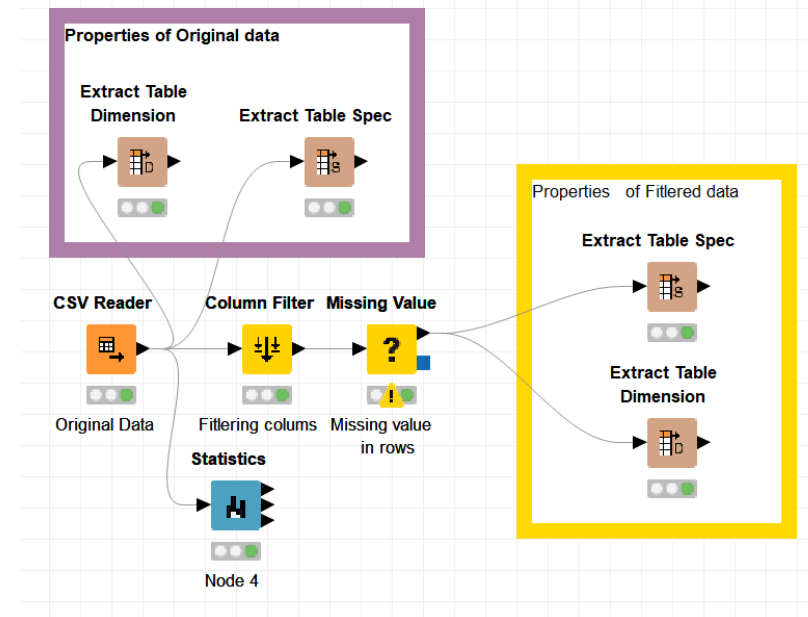 Properties of Original data
Extract Table
Dimension
Extract Table Spec
D
S
Properties of Fitlered data
Extract Table Spec
S
Extract Table
Dimension
D
CSV Reader
Column Filter
Missing Value
?
!
Original Data
Fitlering colums
Missing value
in rows
Statistics
Node 4